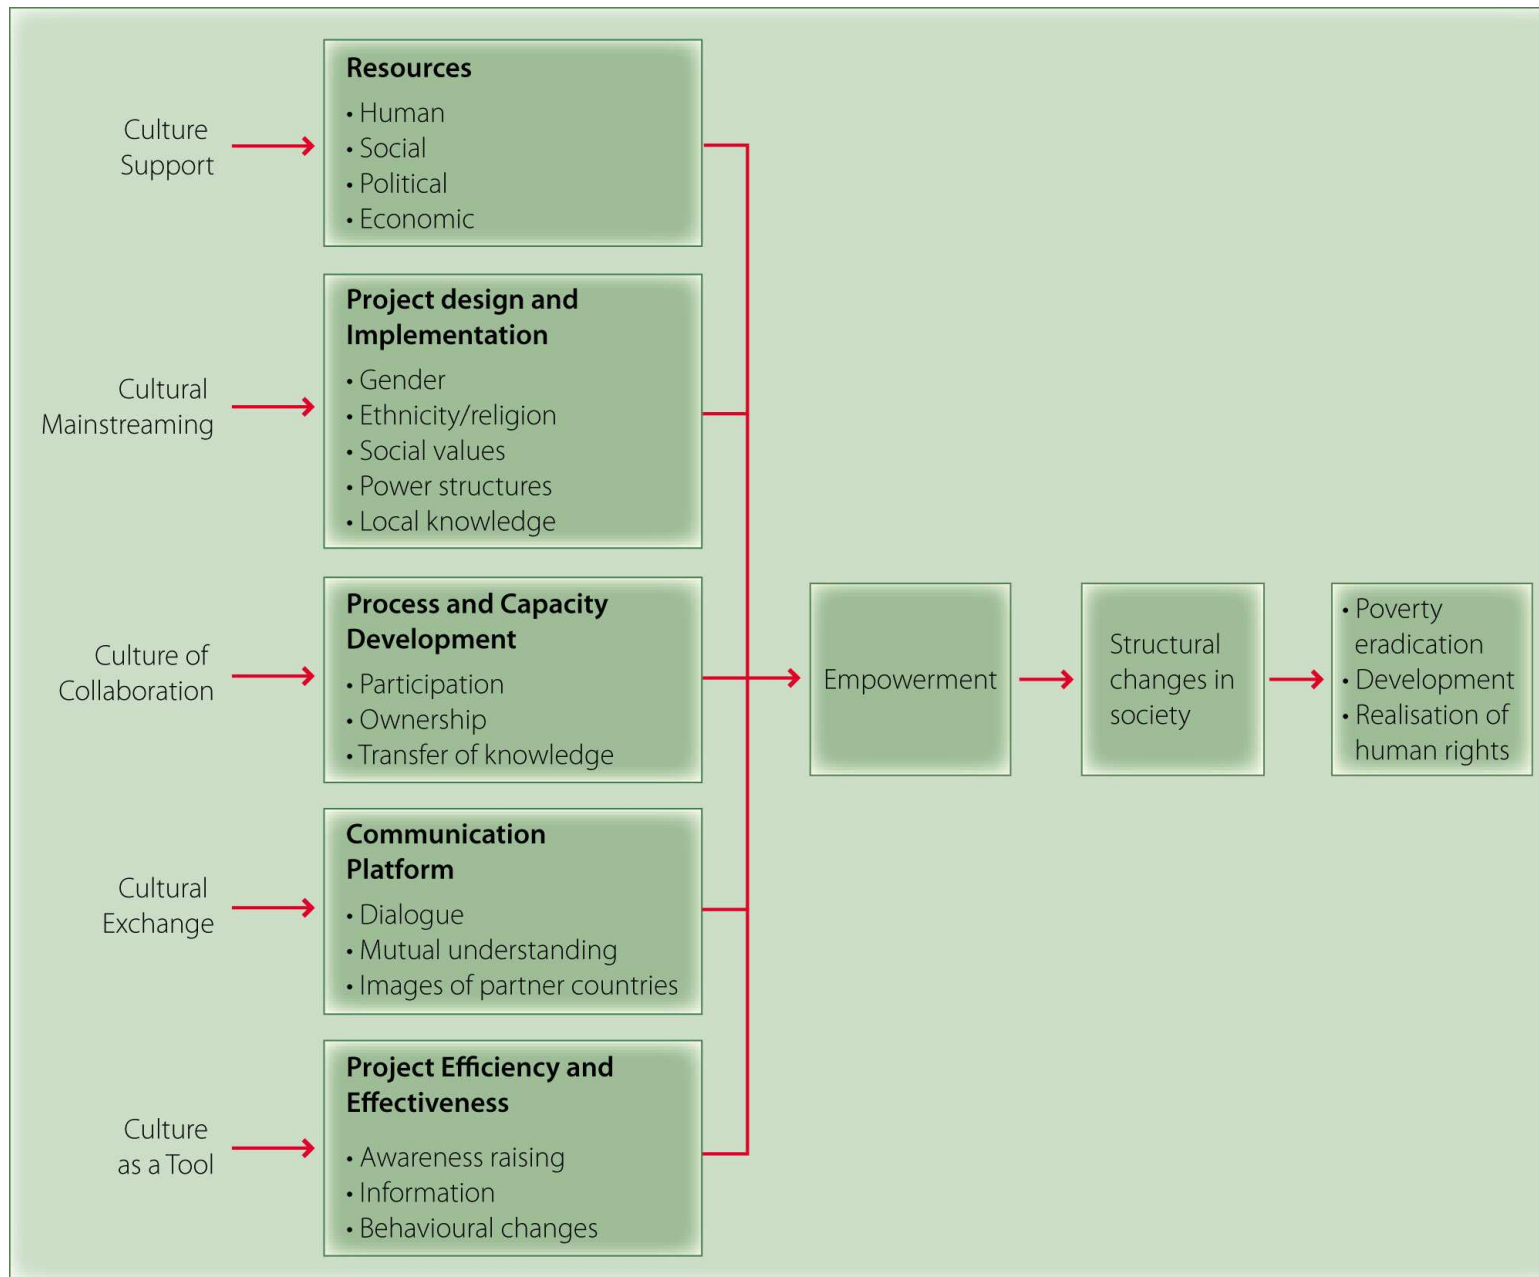 Culture
Support
Resources
• Human
• Social
• Political
• Economic
Cultural
Mainstreaming
Project design and
Implementation
• Gender
• Ethnicity/religion
• Social values
• Power structures
• Local knowledge
Culture of
Collaboration
Process and Capacity
Development
• Participation
• Ownership
• Transfer of knowledge
Cultural
Exchange
Communication
Platform
• Dialogue
• Mutual understanding
• Images of partner countries
Culture
as a Tool
Project Efficiency and
Effectiveness
• Awareness raising
• Information
• Behavioural changes
Empowerment
Structural
changes in
society
• Poverty
eradication
• Development
• Realisation of
human rights